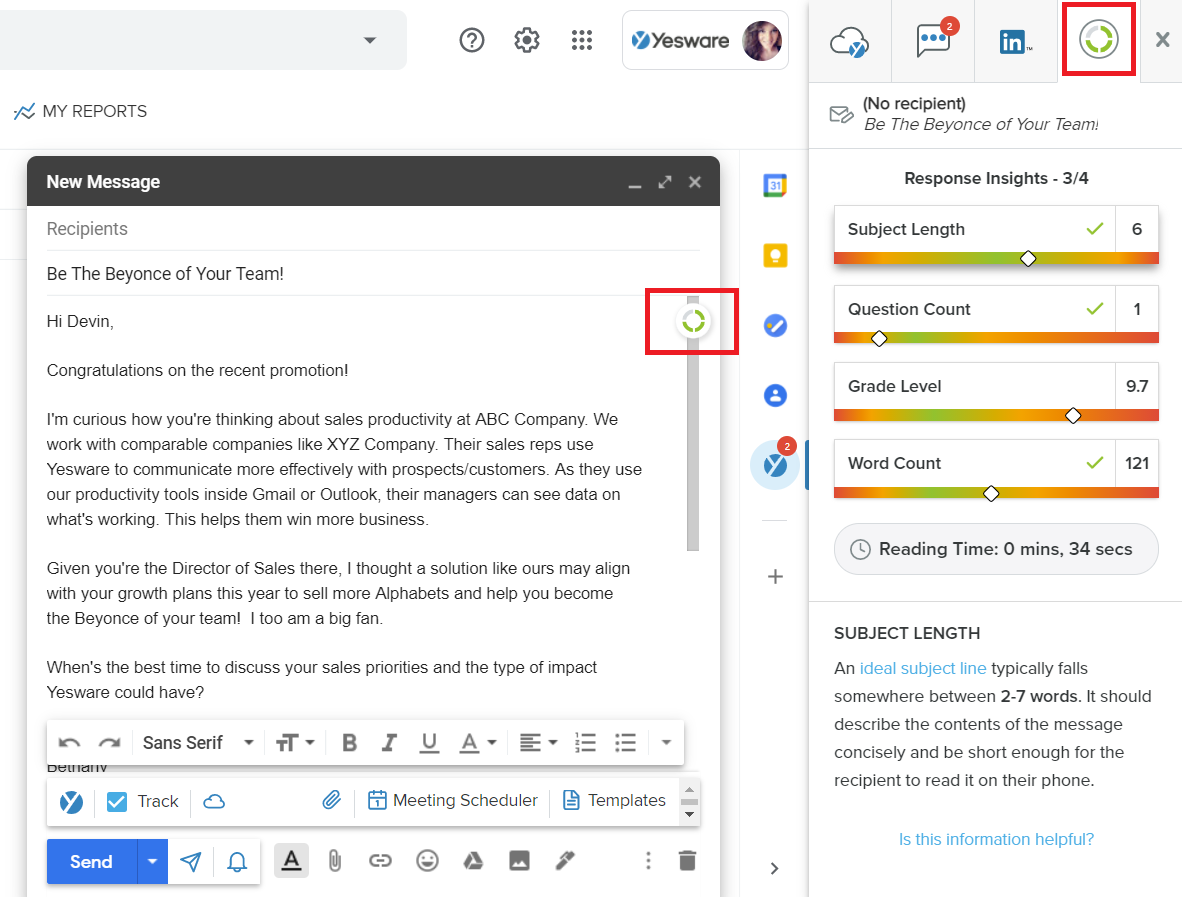 Yesware
MY REPORTS
New Message
Recipients
Be The Beyonce of Your Team!
Hi Devin,
Congratulations on the recent promotion!
I'm curious how you're thinking about sales productivity at ABC Company. We
work with comparable companies like XYZ Company. Their sales reps use
Yesware to communicate more effectively with prospects/customers. As they use
our productivity tools inside Gmail or Outlook, their managers can see data on
what's working. This helps them win more business.
Given you're the Director of Sales there, I thought a solution like ours may align
with your growth plans this year to sell more Alphabets and help you become
the Beyonce of your team!  I too am a big fan.
When's the best time to discuss your sales priorities and the type of impact
Yesware could have?
Sans Serif
Bethany
Track
Meeting Scheduler
Templates
Send
31
2
2
in™
(No recipient)
Be The Beyonce of Your Team!
Response Insights - 3/4
Subject Length 6
Question Count 1
Grade Level 9.7
Word Count 121
Reading Time: 0 mins, 34 secs
SUBJECT LENGTH
An ideal subject line typically falls
somewhere between 2-7 words. It should
describe the contents of the message
concisely and be short enough for the
recipient to read it on their phone.
Is this information helpful?